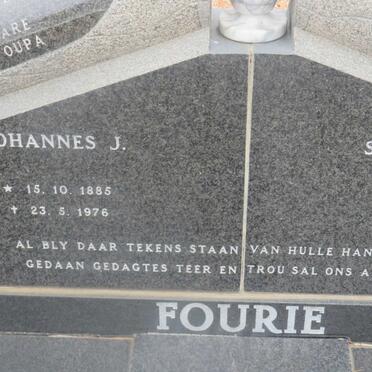 ARE
OUPA
OHANNES J.
S
★ 15. 10. 1885
✝ 23. 5. 1976
AL BLY DAAR TEKENS STAAN VAN HULLE HAN
GEDAAN GEDAGTES TEER EN TROU SAL ONS A
FOURIE